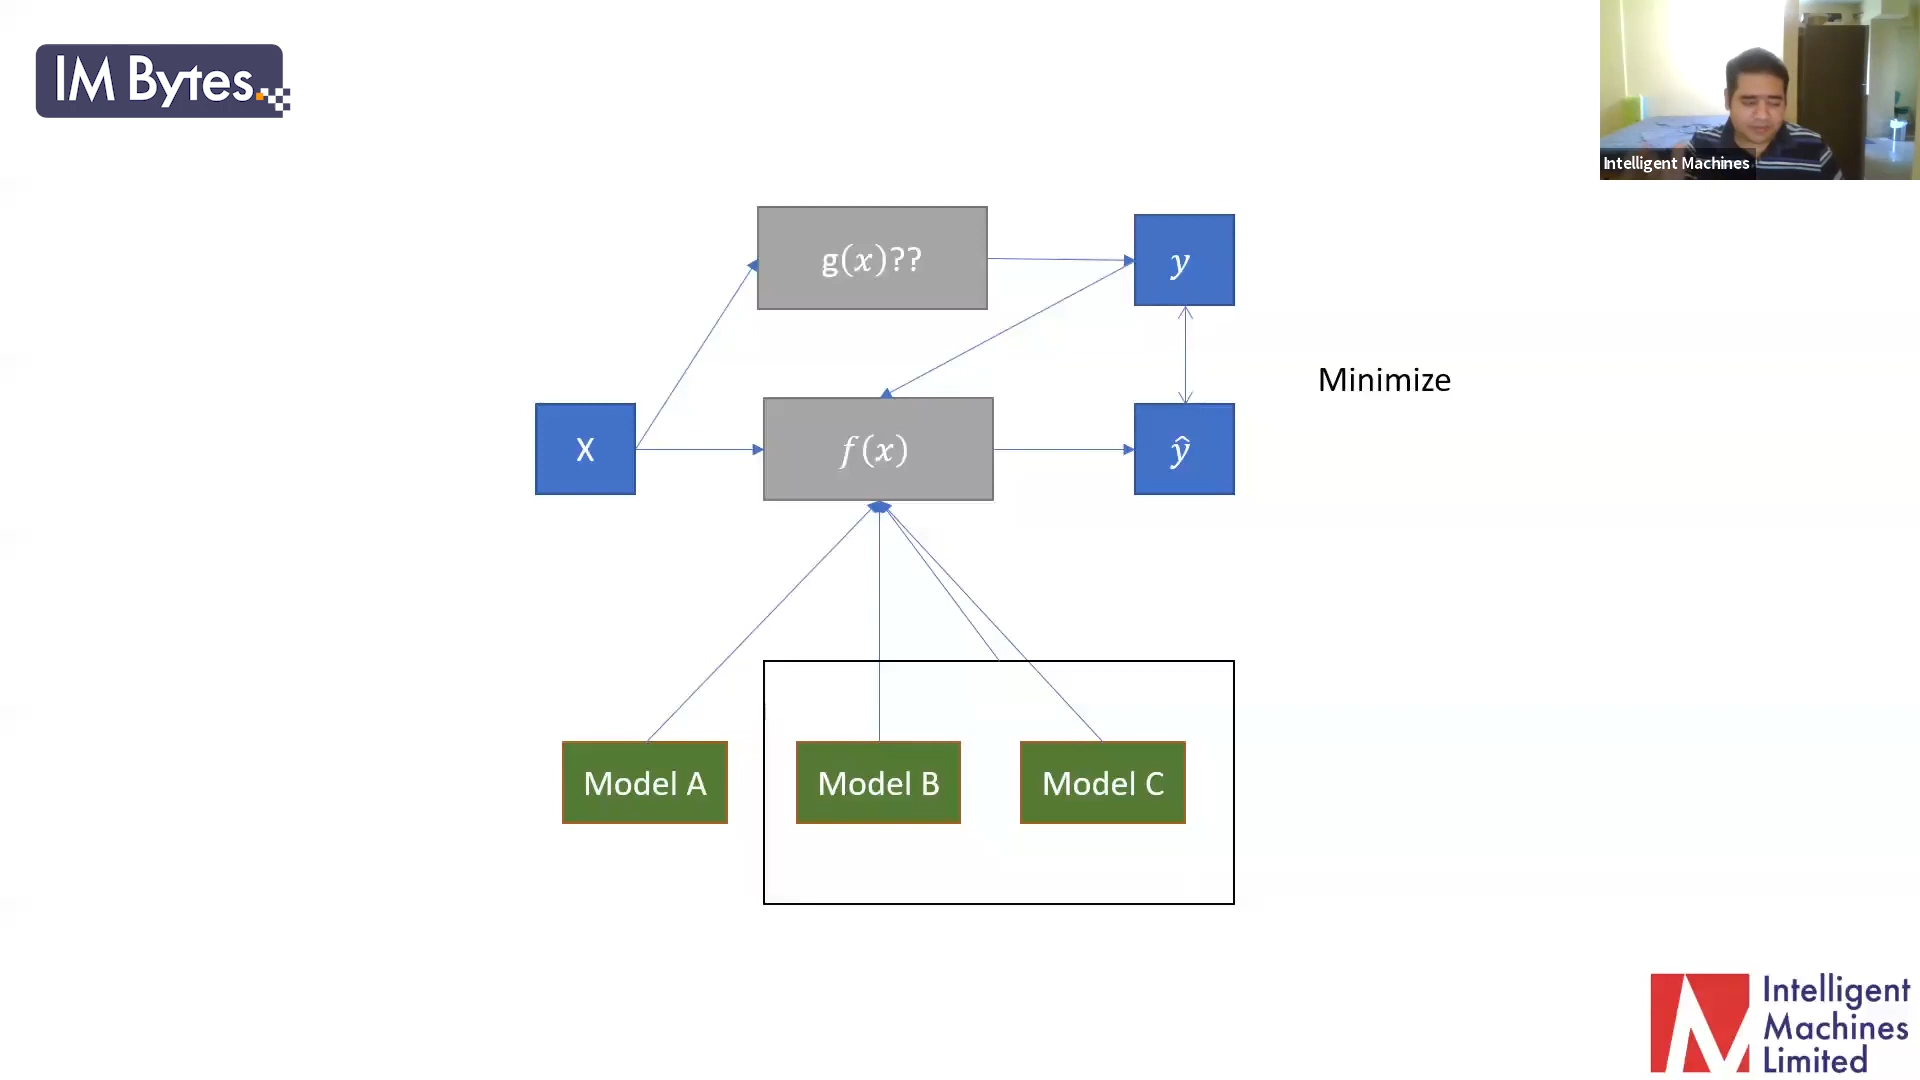 IM Bytes
Intelligent Machines
g(x)??
y
Minimize
X
f(x)
ŷ
Model A
Model B
Model C
Intelligent
Machines
Limited